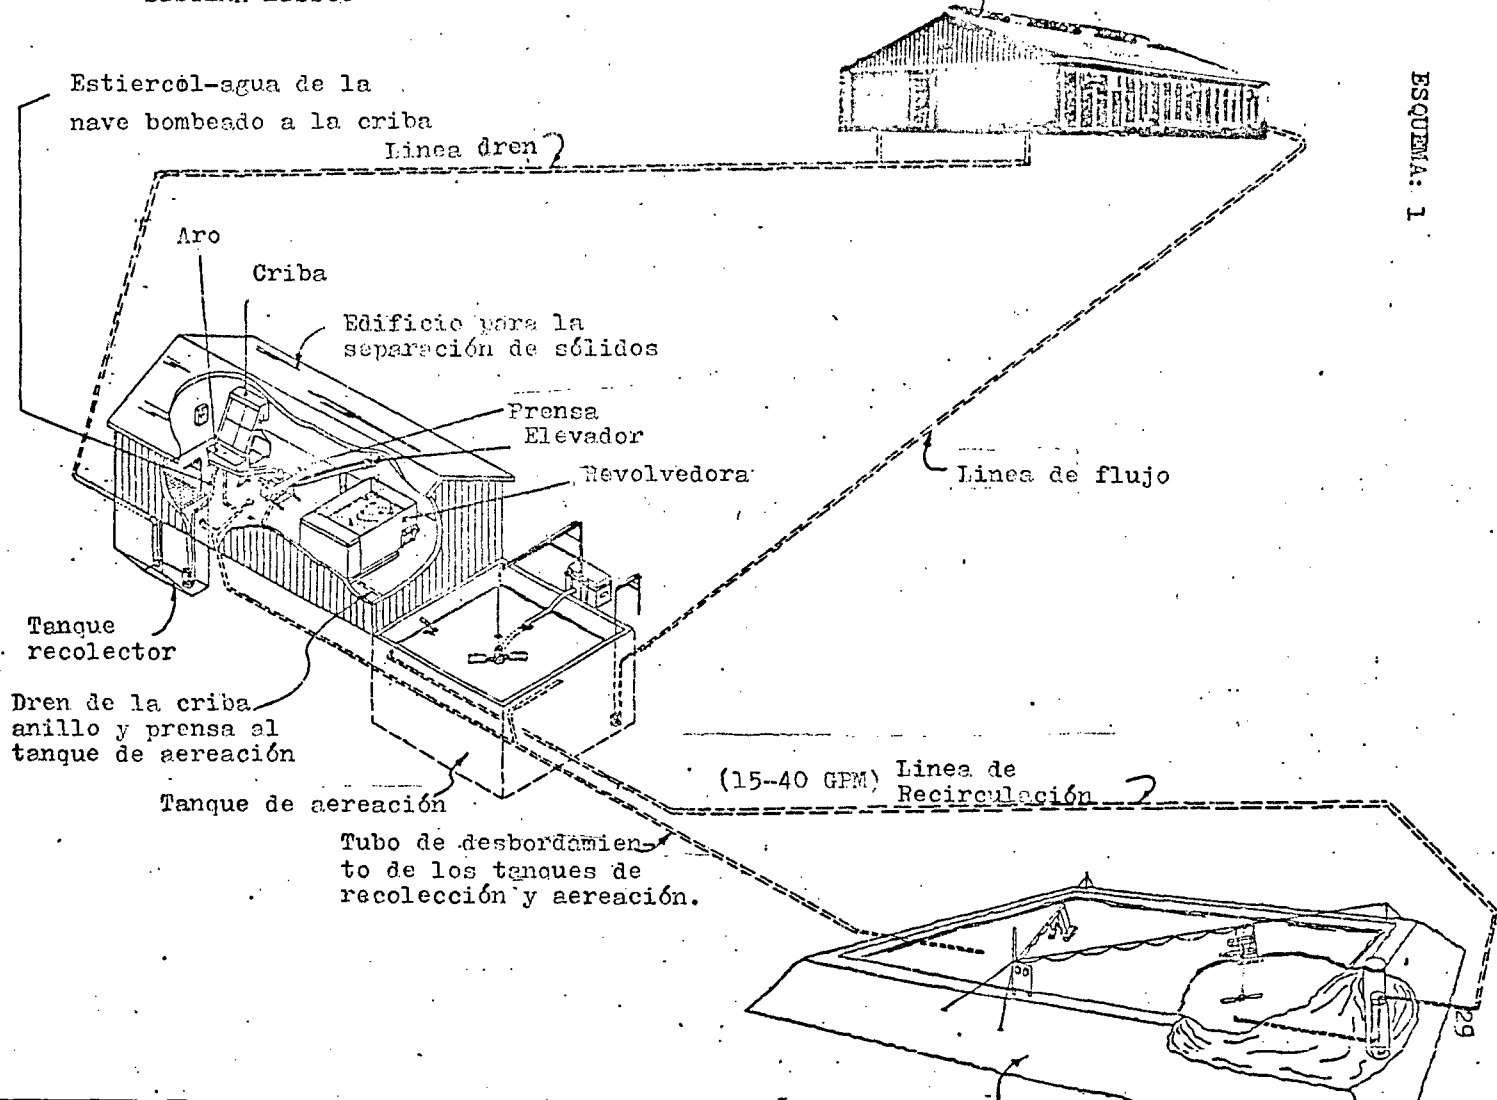 ESQUEMA: 1
Estiercol-agua de la
nave bombeado a la criba
Linea dren
Aro
Criba
Edificio para la
separación de sólidos
Prensa
Elevador
Revolvedora
Linea de flujo
Tanque
recolector
Dren de la criba
anillo y prensa al
tanque de aereación
Tanque de aereación
(15-40 GPM) Linea de
Recirculación
Tubo de desbordamien-
to de los tanques de
recolección y aereación.
29